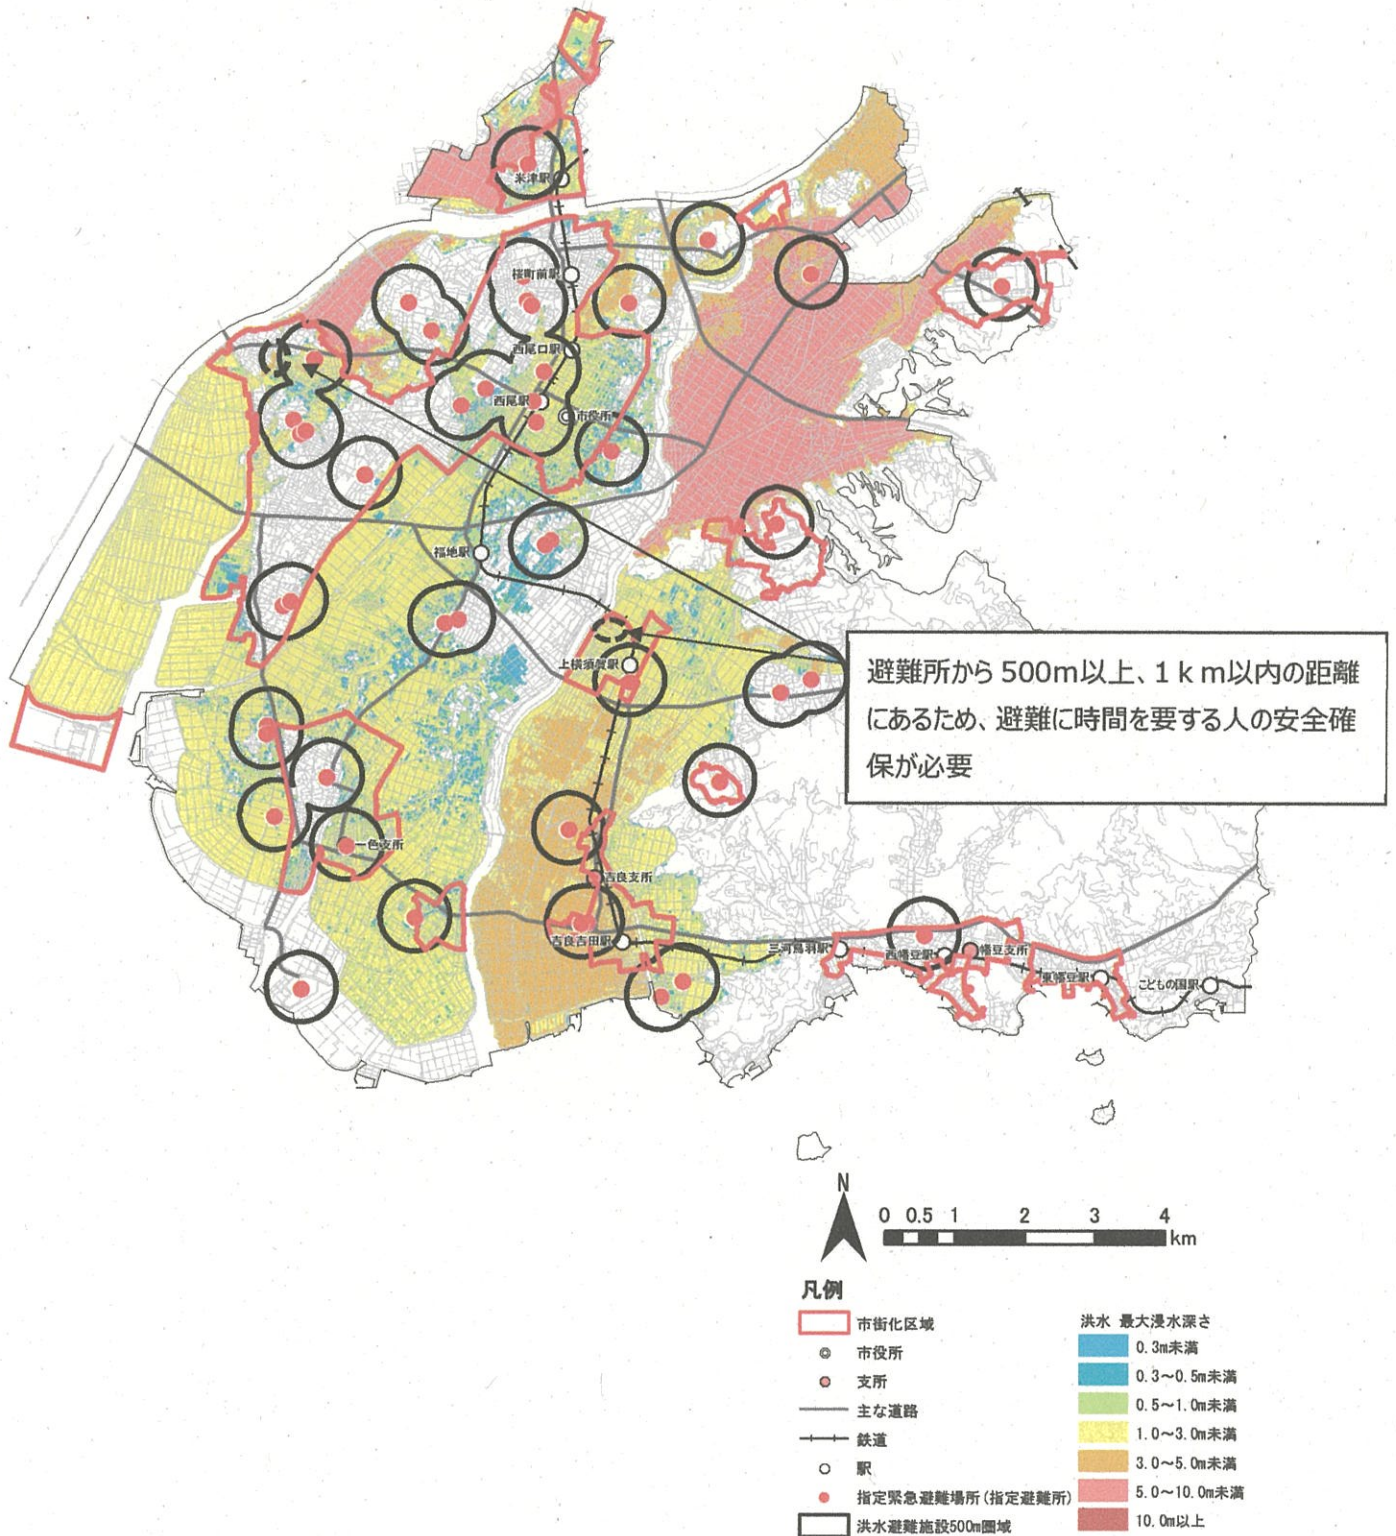 米津駅
桜町前駅
西尾口駅
西尾駅
市役所
福地駅
上横須賀駅
避難所から500m以上、1km以内の距離
にあるため、避難に時間を要する人の安全確
保が必要
一色支所
吉良支所
吉良吉田駅
三河鳥羽駅
西幡豆駅
幡豆支所
東幡豆駅
こどもの国駅
N
0 0.5 1 2 3 4
km
凡例
市街化区域
市役所
支所
主な道路
鉄道
駅
指定緊急避難場所(指定避難所)
洪水避難施設500m圏域
洪水 最大浸水深さ
0.3m未満
0.3～0.5m未満
0.5～1.0m未満
1.0～3.0m未満
3.0～5.0m未満
5.0～10.0m未満
10.0m以上